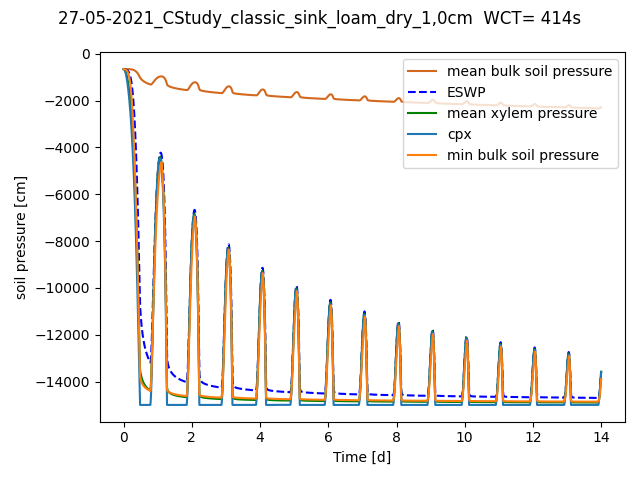 27-05-2021_CStudy_classic_sink_loam_dry_1,0cm  WCT= 414s
mean bulk soil pressure
ESWP
mean xylem pressure
cpx
min bulk soil pressure
soil pressure [cm]
0
−2000
−4000
−6000
−8000
−10000
−12000
−14000
0 2 4 6 8 10 12 14
Time [d]